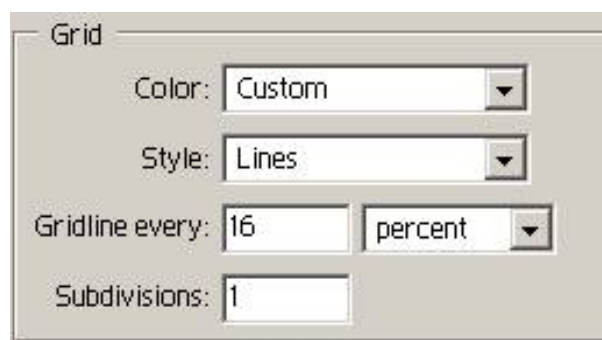 Grid
Color: Custom
Style: Lines
Gridline every: 16 percent
Subdivisions: 1